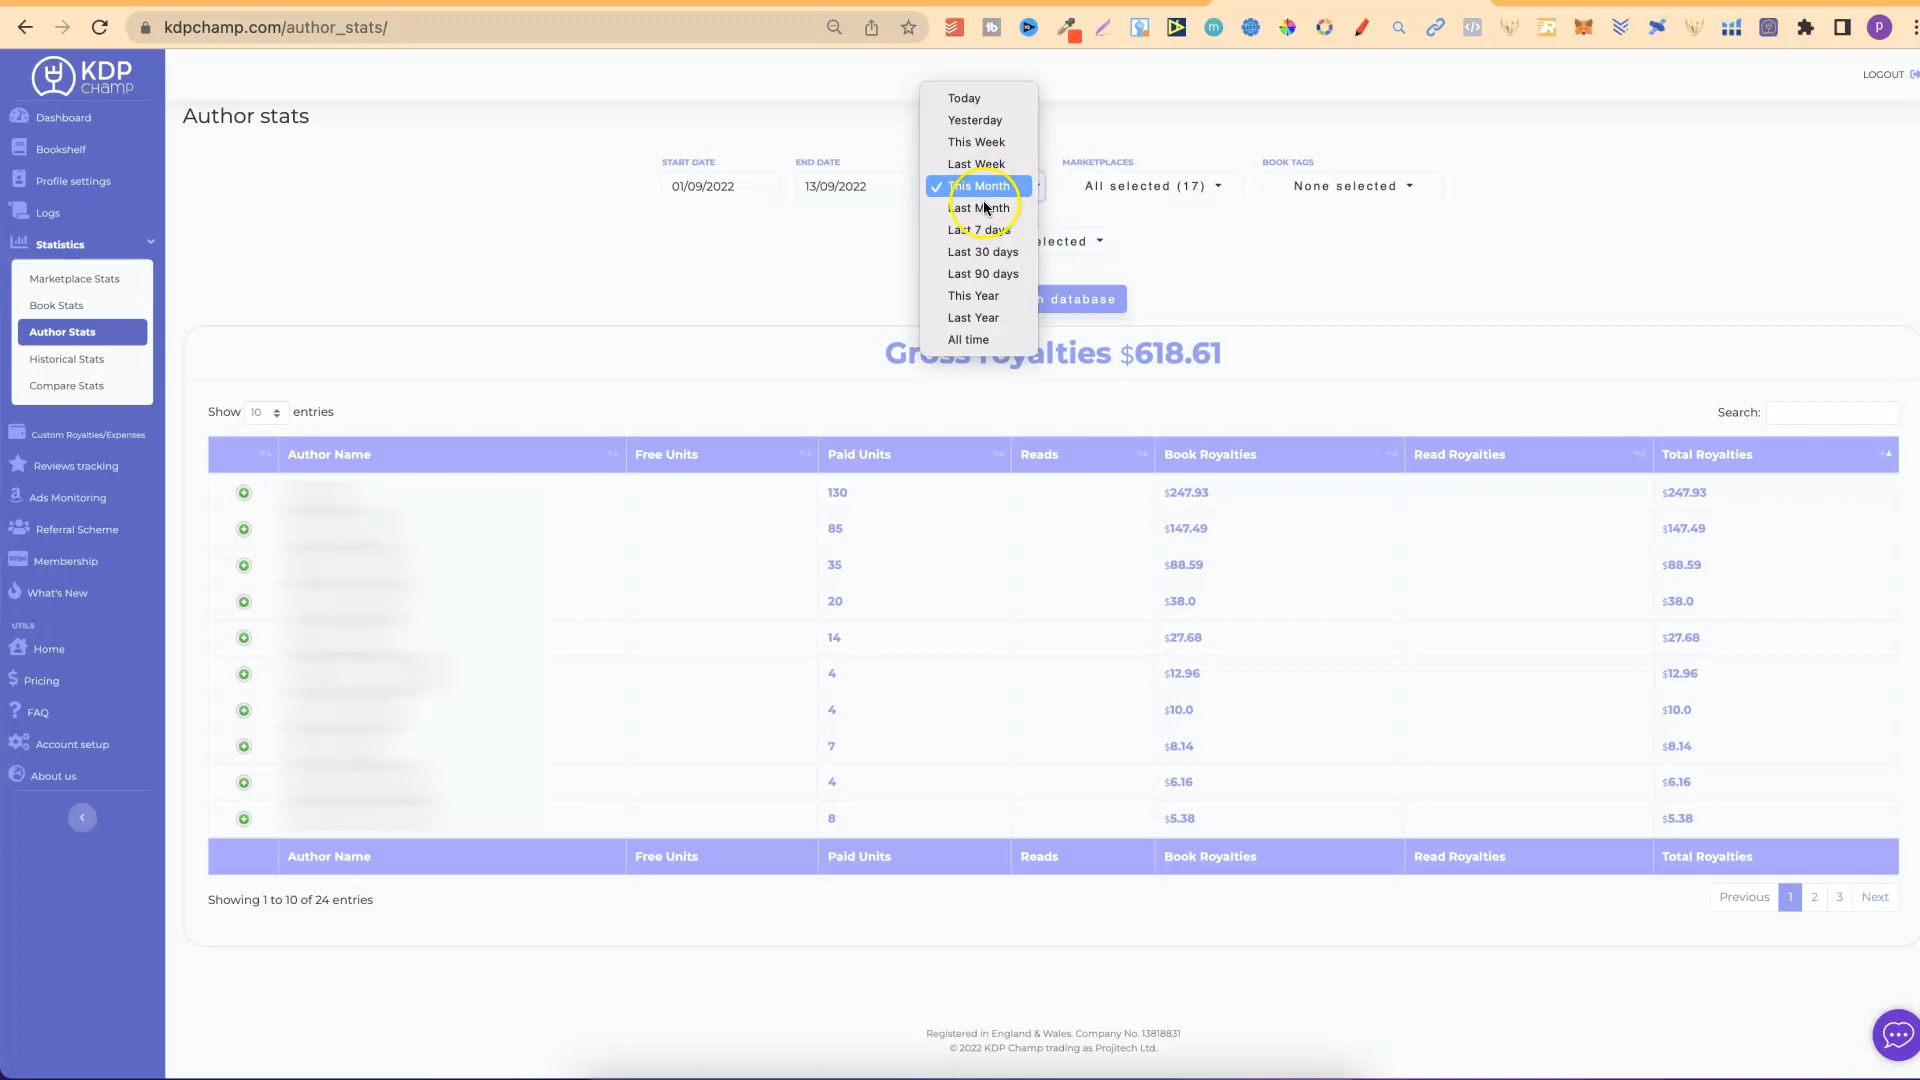 kdpchamp.com/author_stats/
KDP
CHAMP
LOGOUT
Dashboard
Bookshelf
Profile settings
Logs
Statistics
Marketplace Stats
Book Stats
Author Stats
Historical Stats
Compare Stats
Custom Royalties/Expenses
Reviews tracking
Ads Monitoring
Referral Scheme
Membership
What's New
UTILS
Home
Pricing
FAQ
Account setup
About us
Author stats
START DATE END DATE MARKETPLACES BOOK TAGS
01/09/2022 13/09/2022 All selected (17) None selected
Today
Yesterday
This Week
Last Week
This Month
Last Month
Last 7 days
Last 30 days
Last 90 days
This Year
Last Year
All time
elected
database
Gross royalties $618.61
Show 10 entries Search:
Author Name Free Units Paid Units Reads Book Royalties Read Royalties Total Royalties
130 $247.93 $247.93
85 $147.49 $147.49
35 $88.59 $88.59
20 $38.0 $38.0
14 $27.68 $27.68
4 $12.96 $12.96
4 $10.0 $10.0
7 $8.14 $8.14
4 $6.16 $6.16
8 $5.38 $5.38
Author Name Free Units Paid Units Reads Book Royalties Read Royalties Total Royalties
Showing 1 to 10 of 24 entries Previous 1 2 3 Next
Registered in England & Wales. Company No. 13818831
© 2022 KDP Champ trading as Projitech Ltd.